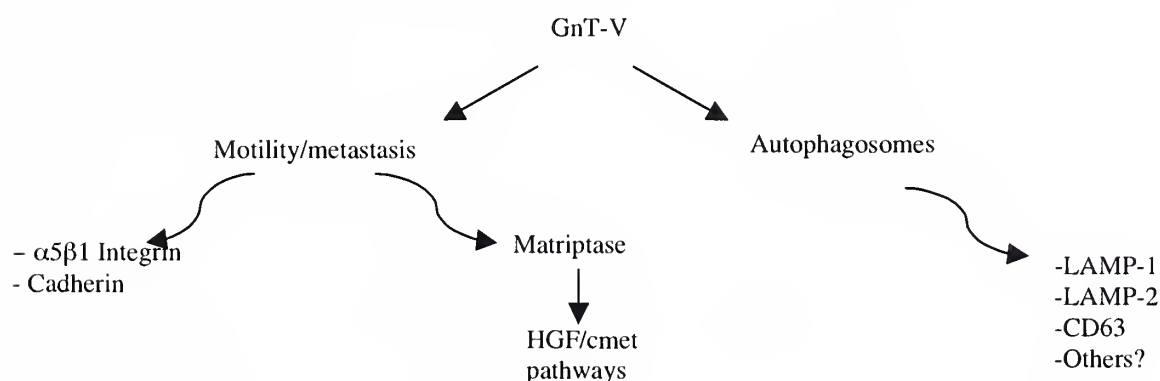 GnT-V
Motility/metastasis
Autophagosomes
– α5β1 Integrin
- Cadherin
Matriptase
HGF/cmet
pathways
-LAMP-1
-LAMP-2
-CD63
-Others?